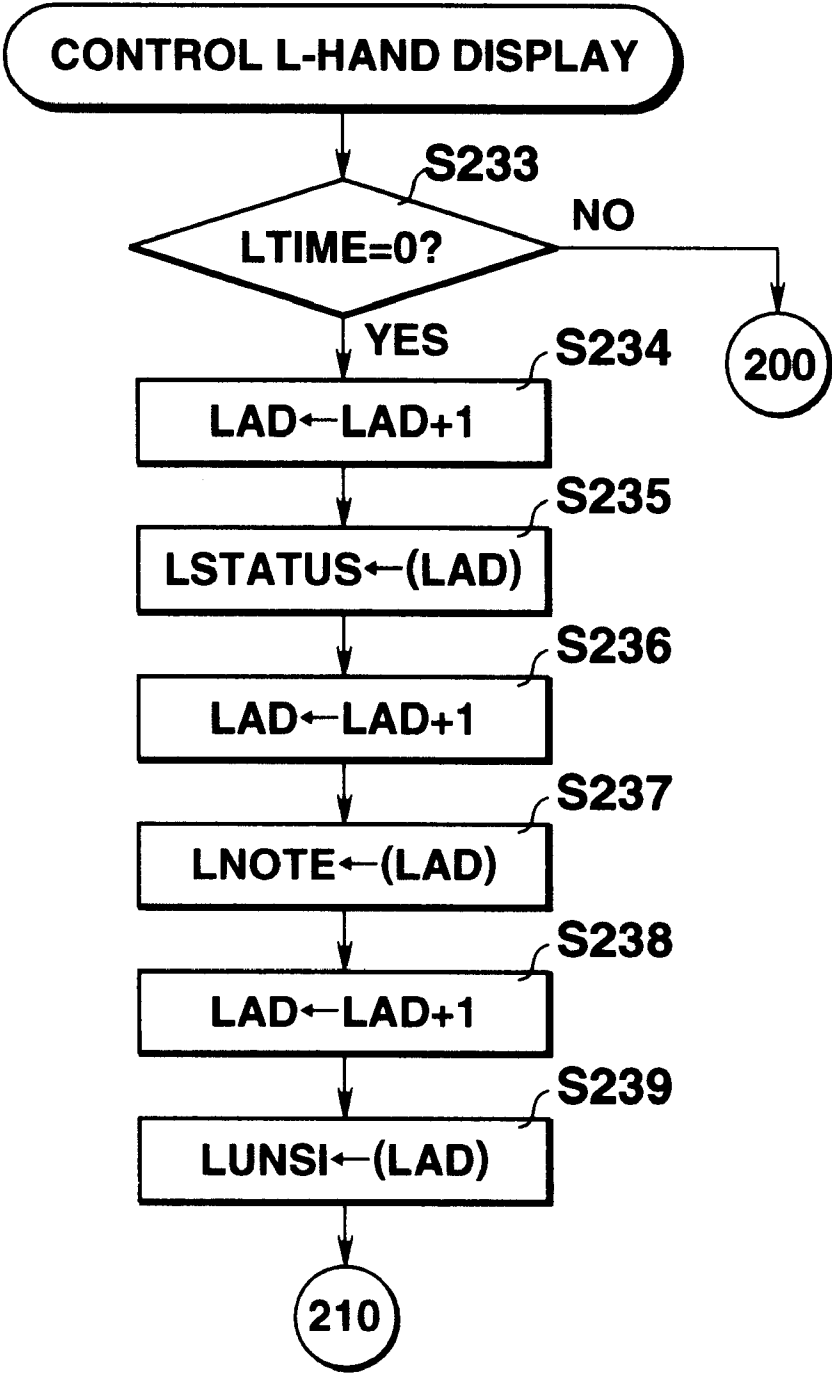 CONTROL L-HAND DISPLAY
S233
LTIME=0?
NO
200
YES
S234
LAD←LAD+1
S235
LSTATUS←(LAD)
S236
LAD←LAD+1
S237
LNOTE←(LAD)
S238
LAD←LAD+1
S239
LUNSI←(LAD)
210